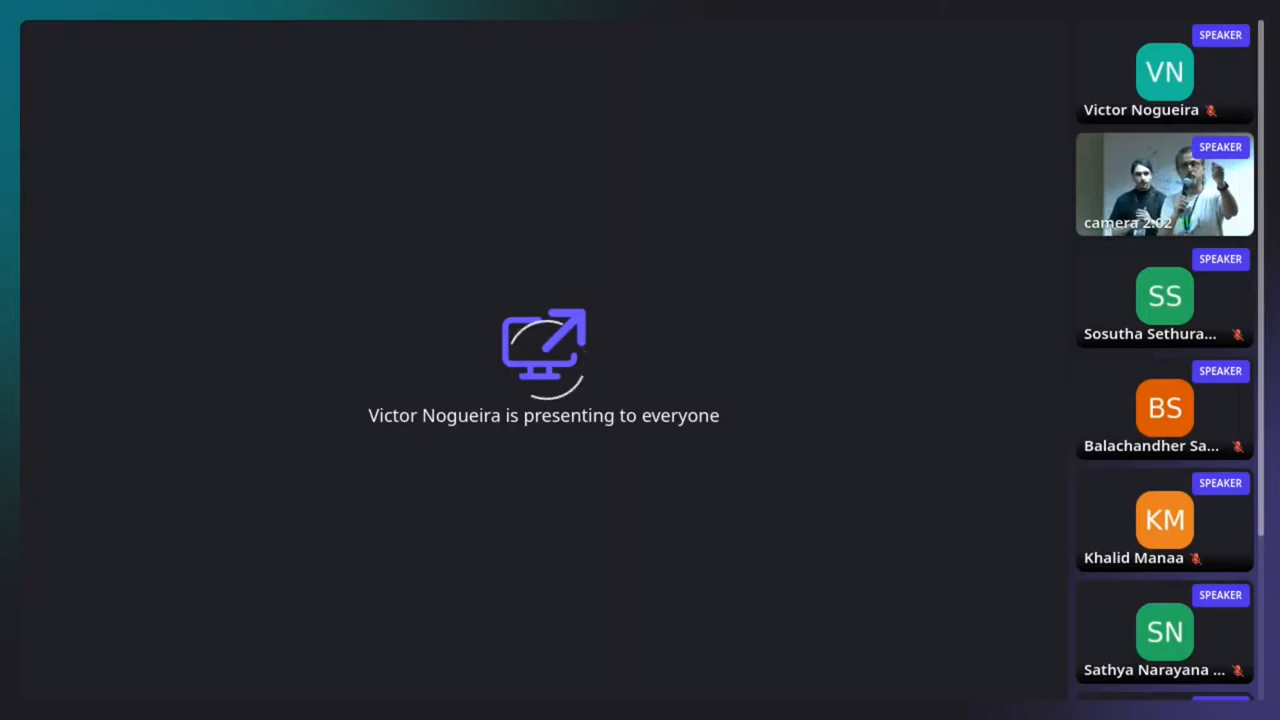 SPEAKER
VN
Victor Nogueira
SPEAKER
camera 2.02
SPEAKER
SS
Sosutha Sethura...
SPEAKER
BS
Balachandher Sa...
SPEAKER
KM
Khalid Manaa
SPEAKER
SN
Sathya Narayana ...
Victor Nogueira is presenting to everyone